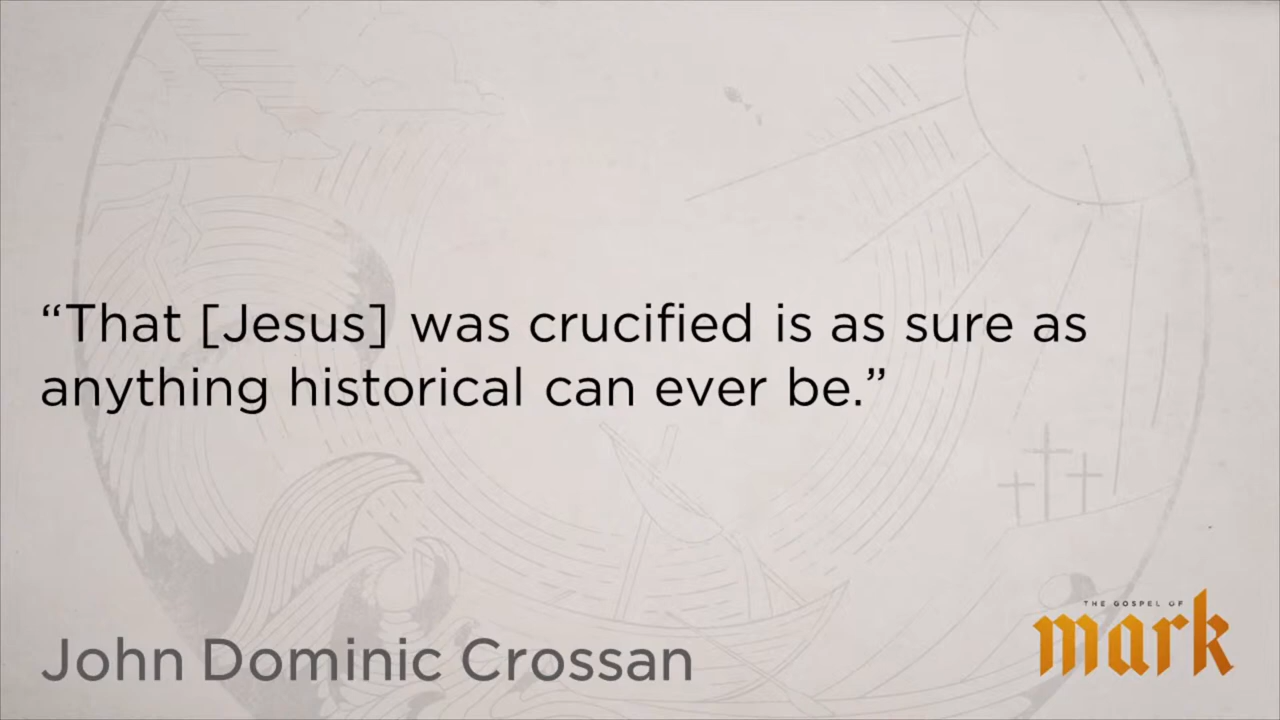 “That [Jesus] was crucified is as sure as
anything historical can ever be.”
John Dominic Crossan
THE GOSPEL OF
mark